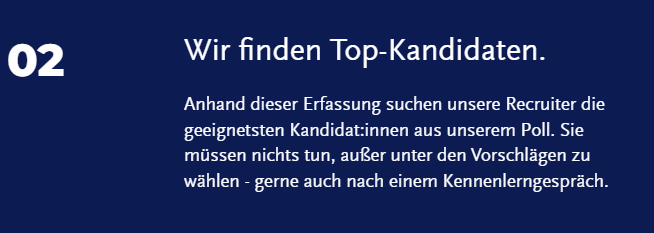 02
Wir finden Top-Kandidaten.
Anhand dieser Erfassung suchen unsere Recruiter die
geeignetsten Kandidat:innen aus unserem Poll. Sie
müssen nichts tun, außer unter den Vorschlägen zu
wählen - gerne auch nach einem Kennenlerngespräch.